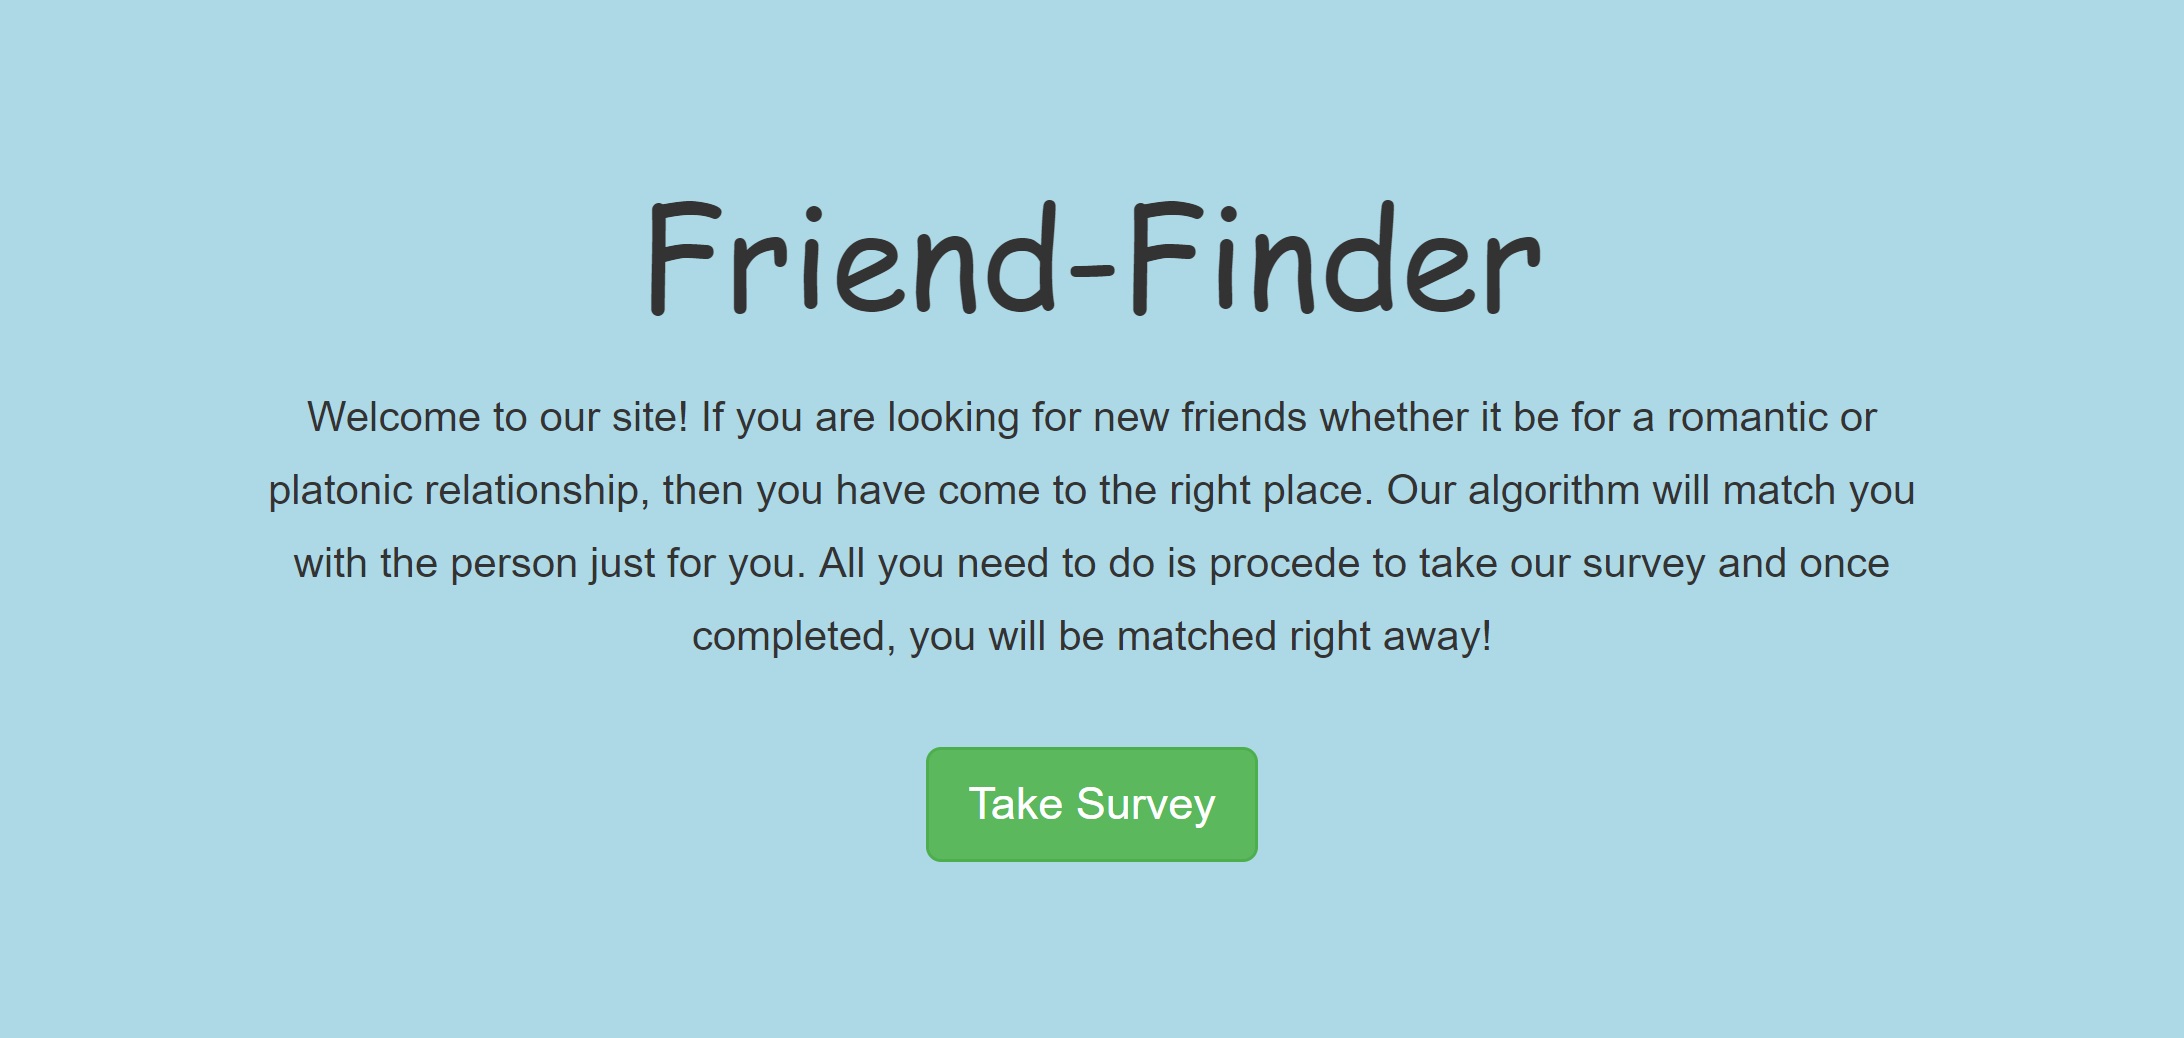 Friend-Finder
Welcome to our site! If you are looking for new friends whether it be for a romantic or
platonic relationship, then you have come to the right place. Our algorithm will match you
with the person just for you. All you need to do is procede to take our survey and once
completed, you will be matched right away!
Take Survey